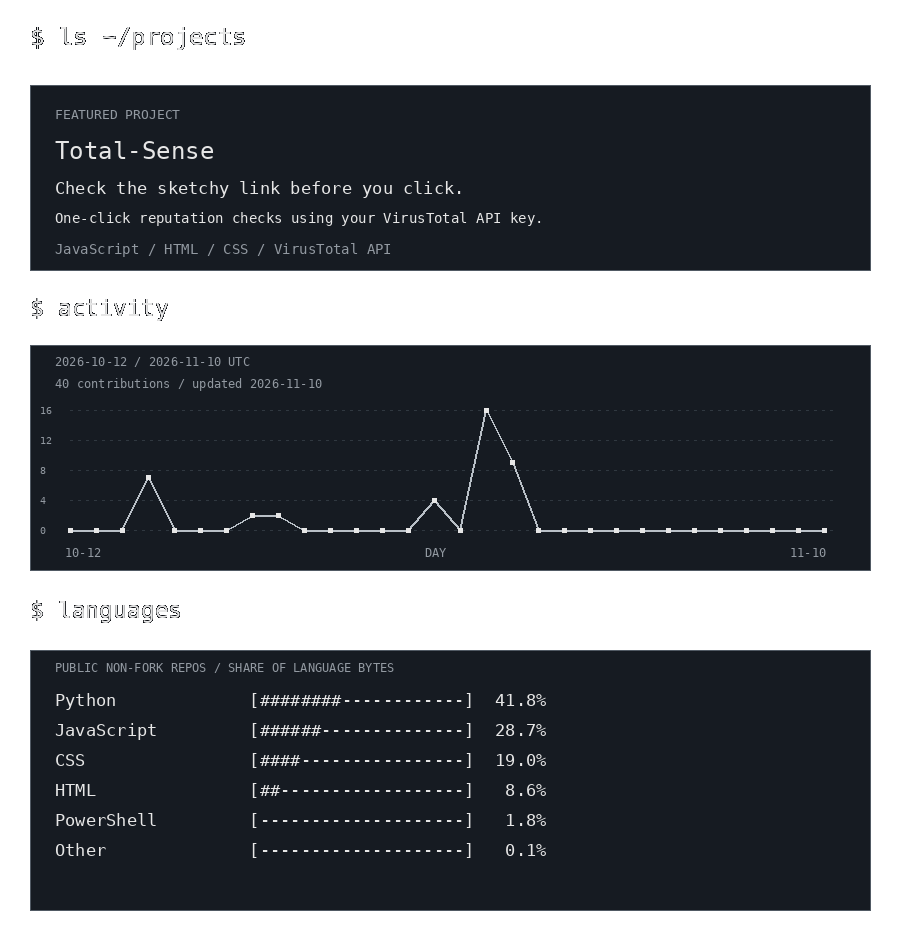 $ ls ~/projects
FEATURED PROJECT
Total-Sense
Check the sketchy link before you click.
One-click reputation checks using your VirusTotal API key.
JavaScript / HTML / CSS / VirusTotal API
$ activity
2026-10-12 / 2026-11-10 UTC
40 contributions / updated 2026-11-10
16
12
8
4
0
10-12 DAY 11-10
$ languages
PUBLIC NON-FORK REPOS / SHARE OF LANGUAGE BYTES
Python [########------------] 41.8%
JavaScript [######--------------] 28.7%
CSS [####----------------] 19.0%
HTML [##------------------] 8.6%
PowerShell [--------------------] 1.8%
Other [--------------------] 0.1%